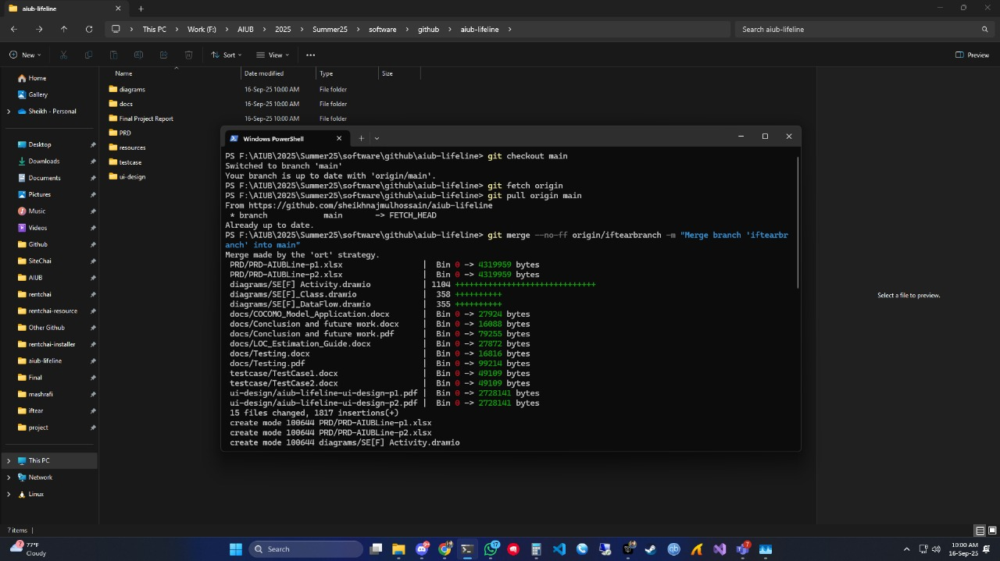 aiub-lifeline
This PC > Work (F:) > AIUB > 2025 > Summer25 > software > github > aiub-lifeline >
Search aiub-lifeline
New
Sort
View
Preview
Name
Date modified
Type
Size
Home
Gallery
Sheikh - Personal
Desktop
Downloads
Documents
Pictures
Music
Videos
Github
SiteChai
AIUB
rentchai
rentchai-resource
Other Github
rentchai-installer
aiub-lifeline
Final
mashrafi
iftear
project
This PC
Network
Linux
diagrams 16-Sep-25 10:00 AM File folder
docs 16-Sep-25 10:00 AM File folder
Final Project Report 16-Sep-25 10:00 AM File folder
PRD
resources
testcase
ui-design
Windows PowerShell
PS F:\AIUB\2025\Summer25\software\github\aiub-lifeline> git checkout main
Switched to branch 'main'
Your branch is up to date with 'origin/main'.
PS F:\AIUB\2025\Summer25\software\github\aiub-lifeline> git fetch origin
PS F:\AIUB\2025\Summer25\software\github\aiub-lifeline> git pull origin main
From https://github.com/sheikhnajmulhossain/aiub-lifeline
* branch main -> FETCH_HEAD
Already up to date.
PS F:\AIUB\2025\Summer25\software\github\aiub-lifeline> git merge --no-ff origin/iftearbranch -m "Merge branch 'iftearbr
anch' into main"
Merge made by the 'ort' strategy.
PRD/PRD-AIUBLine-p1.xlsx | Bin 0 -> 4319959 bytes
PRD/PRD-AIUBLine-p2.xlsx | Bin 0 -> 4319959 bytes
diagrams/SE[F] Activity.drawio | 1104 ++++++++++++++++++++++++++++++
diagrams/SE[F]_Class.drawio | 358 ++++++++++
diagrams/SE[F]_DataFlow.drawio | 355 ++++++++++
docs/COCOMO_Model_Application.docx | Bin 0 -> 27924 bytes
docs/Conclusion and future work.docx | Bin 0 -> 16088 bytes
docs/Conclusion and future work.pdf | Bin 0 -> 79255 bytes
docs/LOC_Estimation_Guide.docx | Bin 0 -> 27872 bytes
docs/Testing.docx | Bin 0 -> 16816 bytes
docs/Testing.pdf | Bin 0 -> 99214 bytes
testcase/TestCase1.docx | Bin 0 -> 49109 bytes
testcase/TestCase2.docx | Bin 0 -> 49109 bytes
ui-design/aiub-lifeline-ui-design-p1.pdf | Bin 0 -> 2728141 bytes
ui-design/aiub-lifeline-ui-design-p2.pdf | Bin 0 -> 2728141 bytes
15 files changed, 1817 insertions(+)
create mode 100644 PRD/PRD-AIUBLine-p1.xlsx
create mode 100644 PRD/PRD-AIUBLine-p2.xlsx
create mode 100644 diagrams/SE[F] Activity.drawio
Select a file to preview.
7 items
77°F
Cloudy
Search
17
7
10:00 AM
16-Sep-25